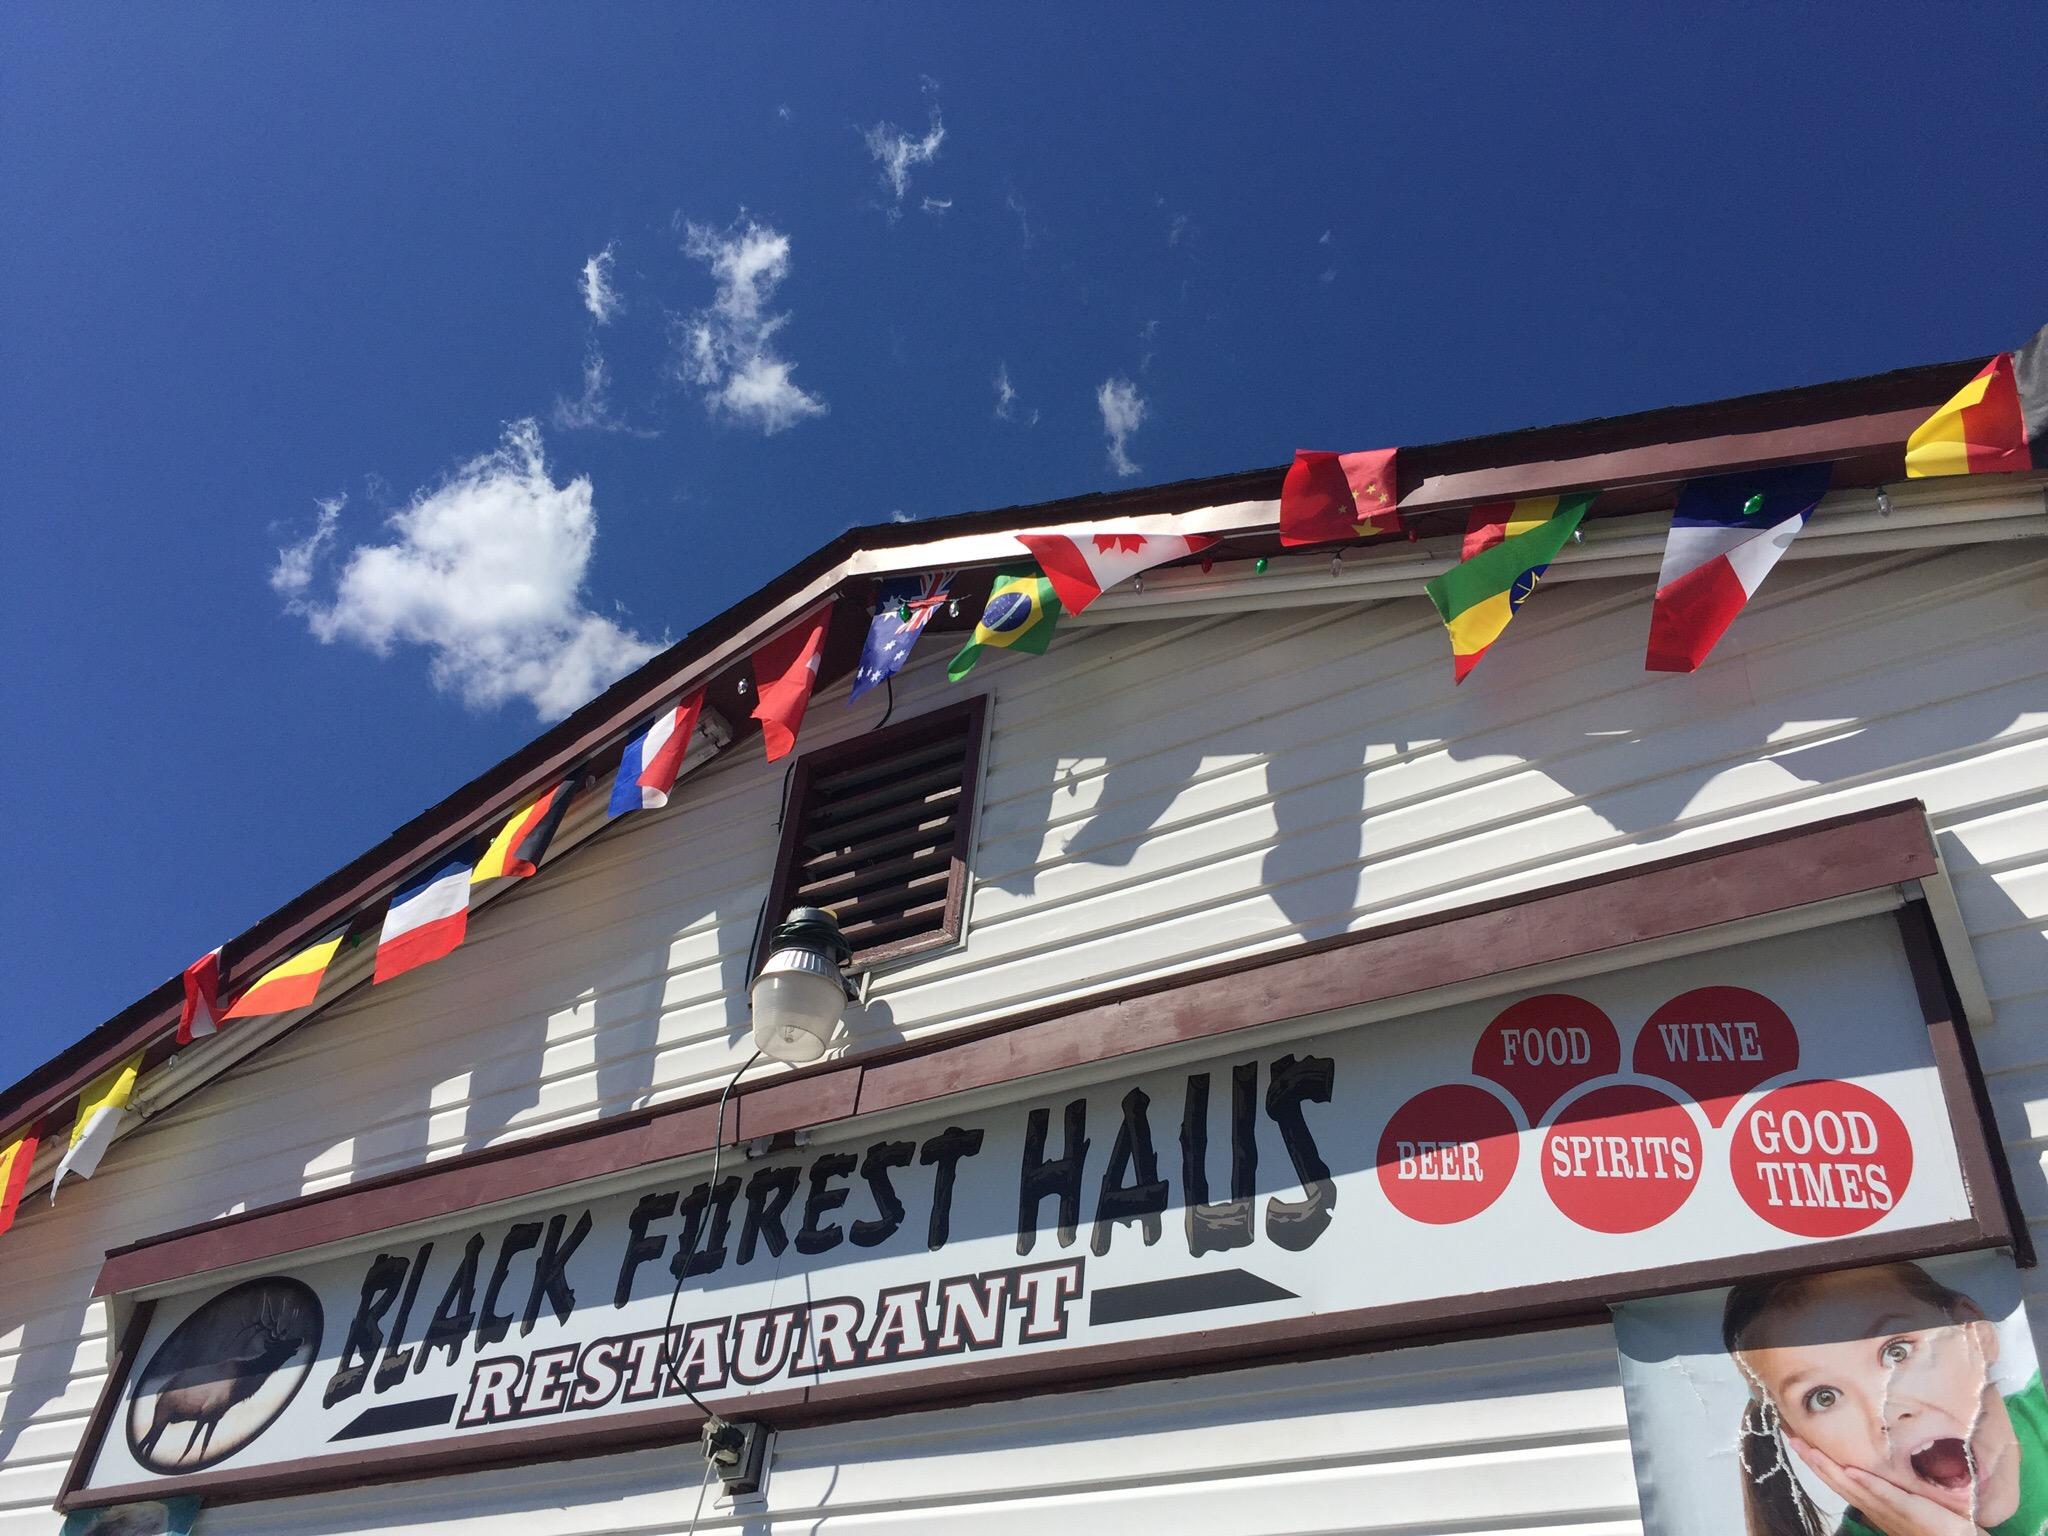 BLACK FOREST HAUS
RESTAURANT
FOOD
WINE
BEER
SPIRITS
GOOD
TIMES